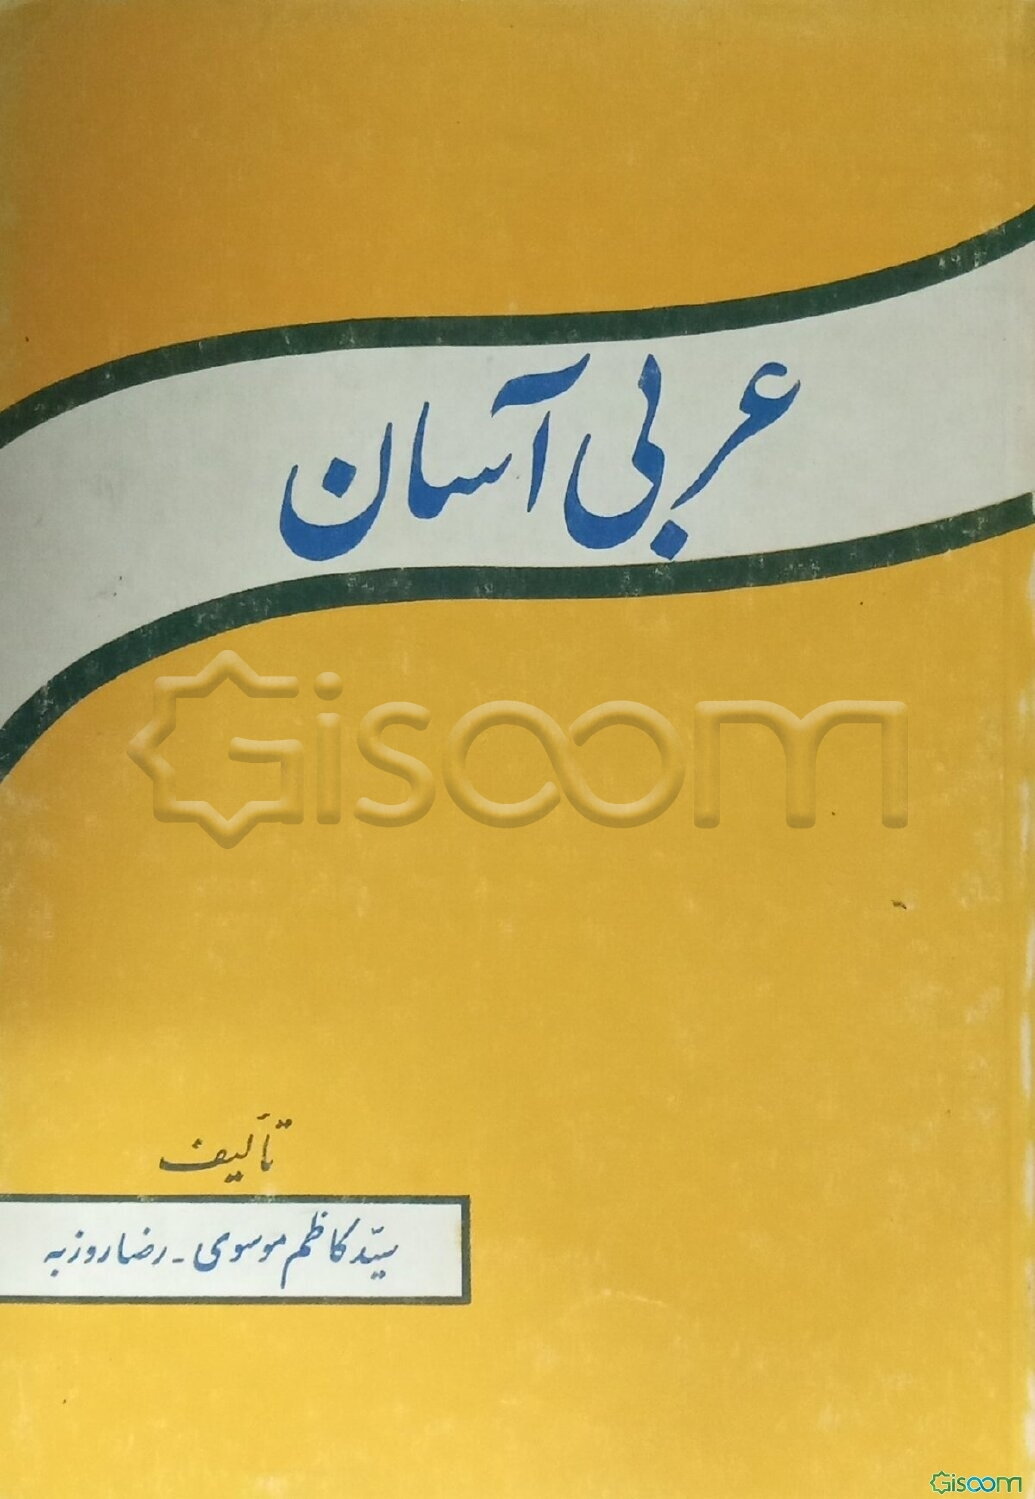 عربی آسان
Gisoom
تألیف
سیّد کاظم موسوی - رضا روزبه
Gisoom